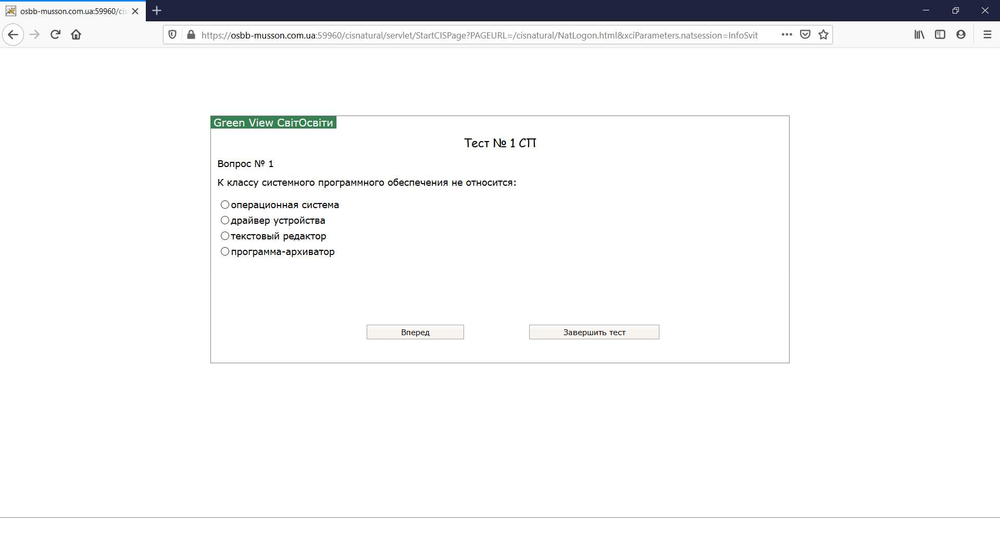 osbb-musson.com.ua:59960/cis
https://osbb-musson.com.ua:59960/cisnatural/servlet/StartCISPage?PAGEURL=/cisnatural/NatLogon.html&xciParameters.natsession=InfoSvit
Green View СвітОсвіти
Тест № 1 СП
Вопрос № 1
К классу системного программного обеспечения не относится:
операционная система
драйвер устройства
текстовый редактор
программа-архиватор
Вперед
Завершить тест